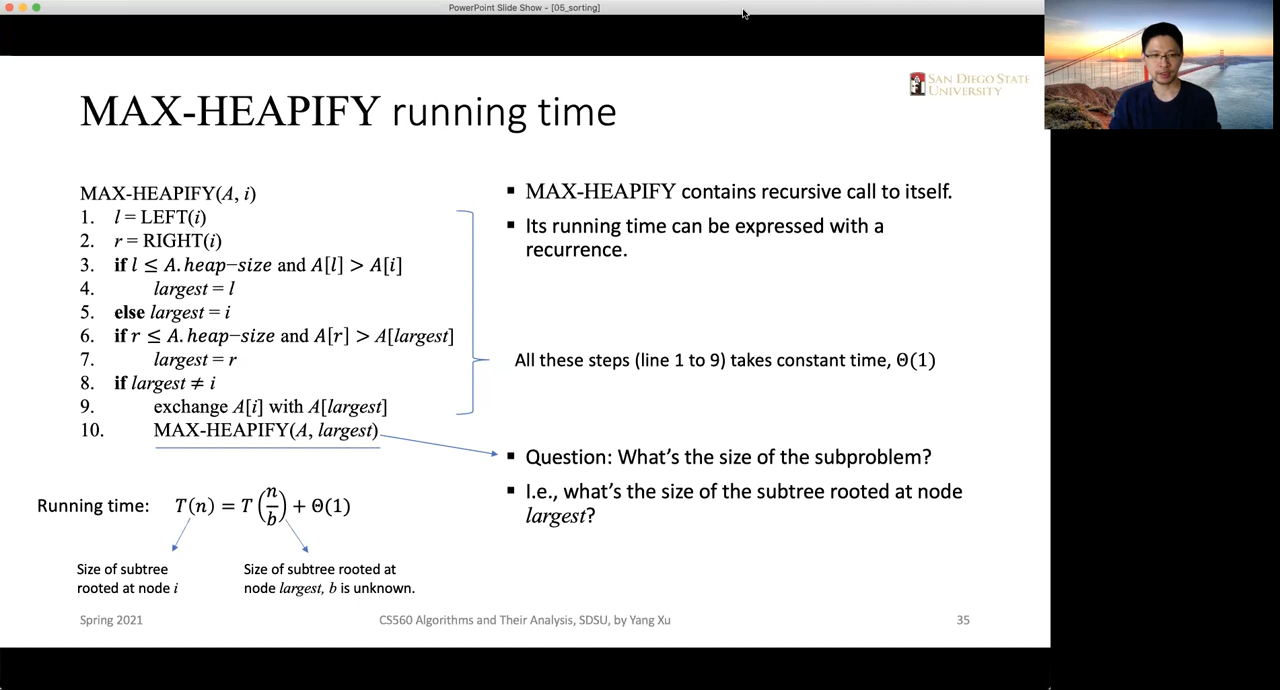 PowerPoint Slide Show - [05_sorting]
SAN DIEGO STATE
UNIVERSITY
MAX-HEAPIFY running time
MAX-HEAPIFY(A, i)
1. l = LEFT(i)
2. r = RIGHT(i)
3. if l ≤ A.heap−size and A[l] > A[i]
4. largest = l
5. else largest = i
6. if r ≤ A.heap−size and A[r] > A[largest]
7. largest = r
8. if largest ≠ i
9. exchange A[i] with A[largest]
10. MAX-HEAPIFY(A, largest)
▪ MAX-HEAPIFY contains recursive call to itself.
▪ Its running time can be expressed with a
recurrence.
All these steps (line 1 to 9) takes constant time, Θ(1)
▪ Question: What's the size of the subproblem?
▪ I.e., what's the size of the subtree rooted at node
largest?
Running time: T(n) = T(n/b) + Θ(1)
Size of subtree
rooted at node i
Size of subtree rooted at
node largest, b is unknown.
Spring 2021
CS560 Algorithms and Their Analysis, SDSU, by Yang Xu
35